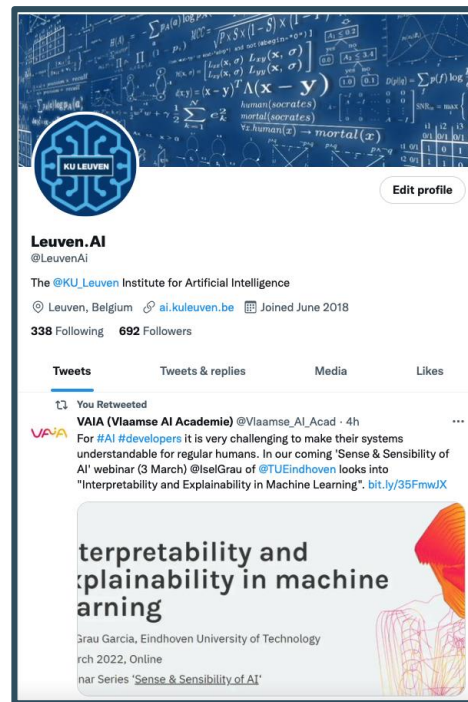 human(socrates)
mortal(socrates)
∀x.human(x) → mortal(x)
KU LEUVEN
Edit profile
Leuven.AI
@LeuvenAi
The @KU_Leuven Institute for Artificial Intelligence
Leuven, Belgium ai.kuleuven.be Joined June 2018
338 Following 692 Followers
Tweets Tweets & replies Media Likes
You Retweeted
VAIA (Vlaamse AI Academie) @Vlaamse_AI_Acad · 4h
VAIA
For #AI #developers it is very challenging to make their systems
understandable for regular humans. In our coming 'Sense & Sensibility of
AI' webinar (3 March) @IselGrau of @TUEindhoven looks into
"Interpretability and Explainability in Machine Learning". bit.ly/35FmwJX
terpretability and
xplainability in machine
arning
Grau Garcia, Eindhoven University of Technology
rch 2022, Online
nar Series 'Sense & Sensibility of AI'